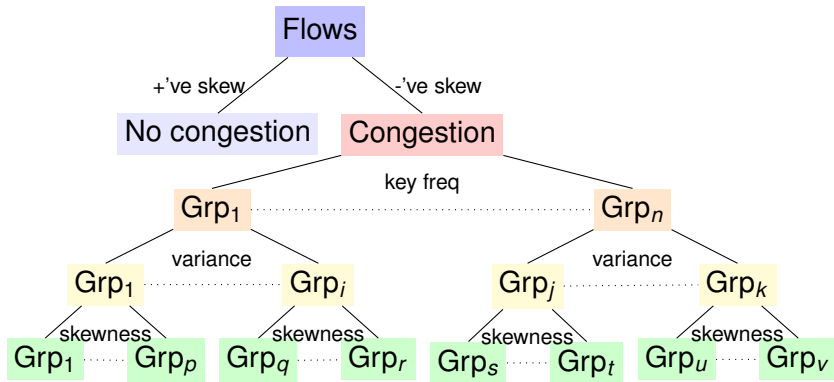 Flows
+'ve skew -'ve skew
No congestion Congestion
key freq
Grp₁ Grpₙ
variance variance
Grp₁ Grpᵢ Grpⱼ Grpₖ
skewness skewness skewness skewness
Grp₁ Grpₚ Grp_q Grpᵣ Grpₛ Grpₜ Grpᵤ Grpᵥ